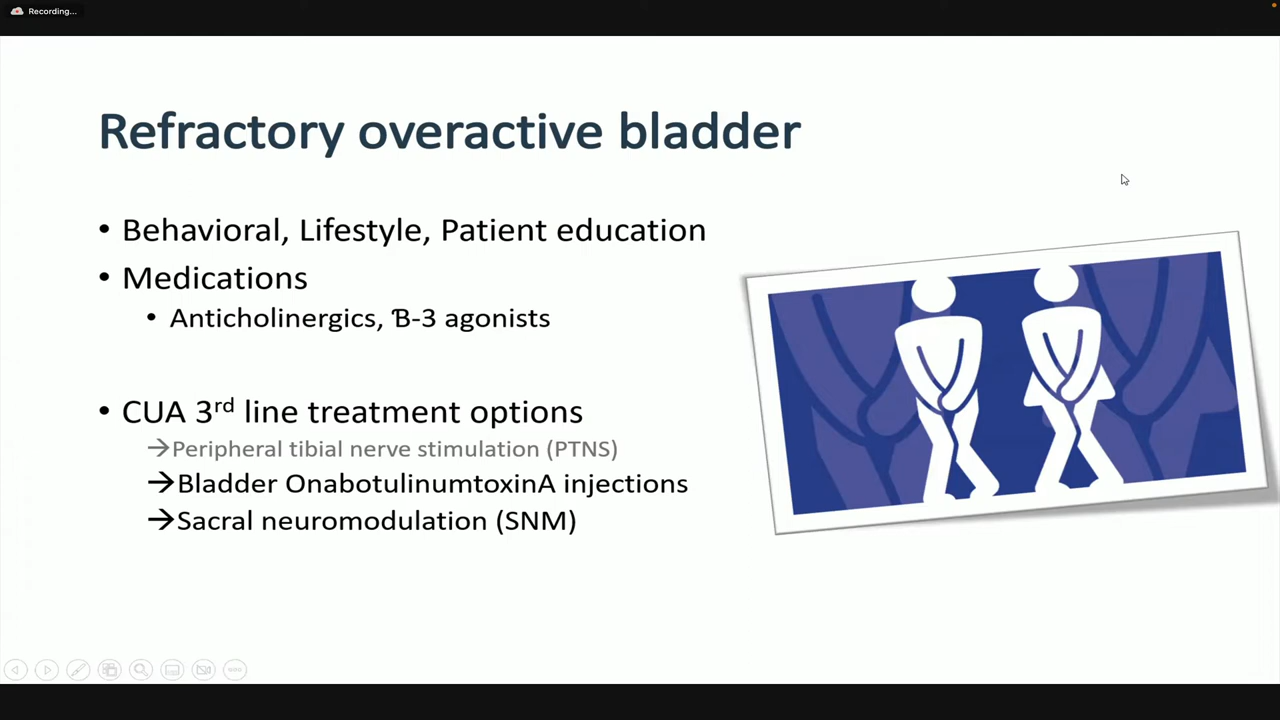 Recording...
Refractory overactive bladder
• Behavioral, Lifestyle, Patient education
• Medications
• Anticholinergics, Ɓ-3 agonists
• CUA 3rd line treatment options
→Peripheral tibial nerve stimulation (PTNS)
→Bladder OnabotulinumtoxinA injections
→Sacral neuromodulation (SNM)